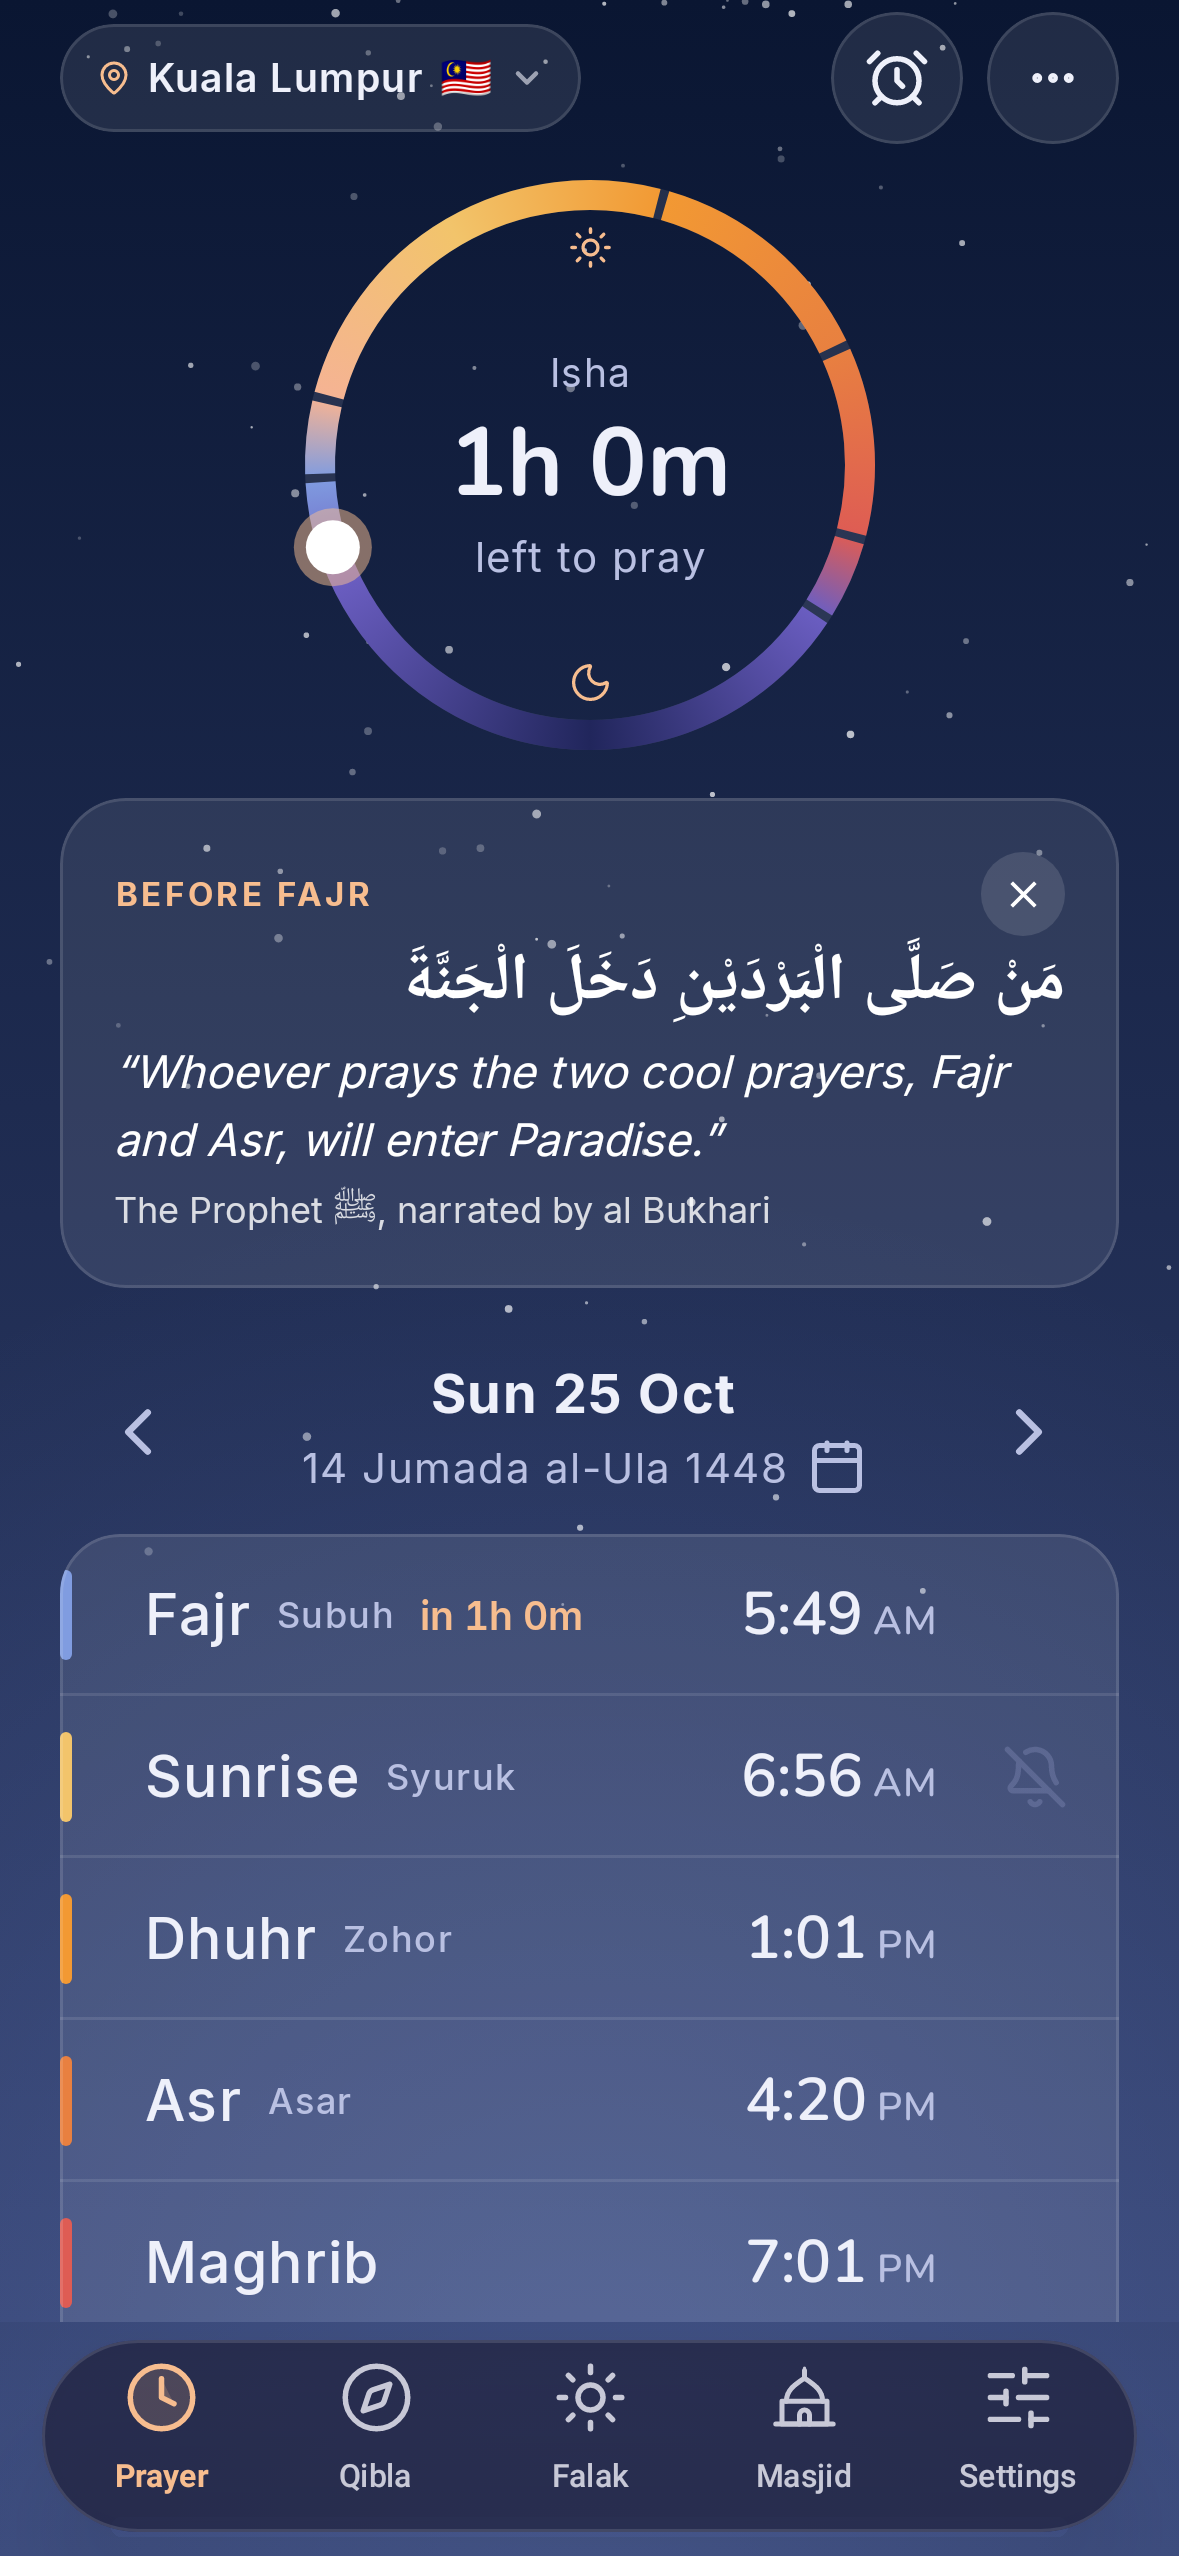 Kuala Lumpur 🇲🇾
Isha
1h 0m
left to pray
BEFORE FAJR
مَنْ صَلَّى الْبَرْدَيْنِ دَخَلَ الْجَنَّةَ
“Whoever prays the two cool prayers, Fajr
and Asr, will enter Paradise.”
The Prophet ﷺ, narrated by al Bukhari
Sun 25 Oct
14 Jumada al-Ula 1448
Fajr Subuh in 1h 0m 5:49 AM
Sunrise Syuruk 6:56 AM
Dhuhr Zohor 1:01 PM
Asr Asar 4:20 PM
Maghrib 7:01 PM
Prayer Qibla Falak Masjid Settings